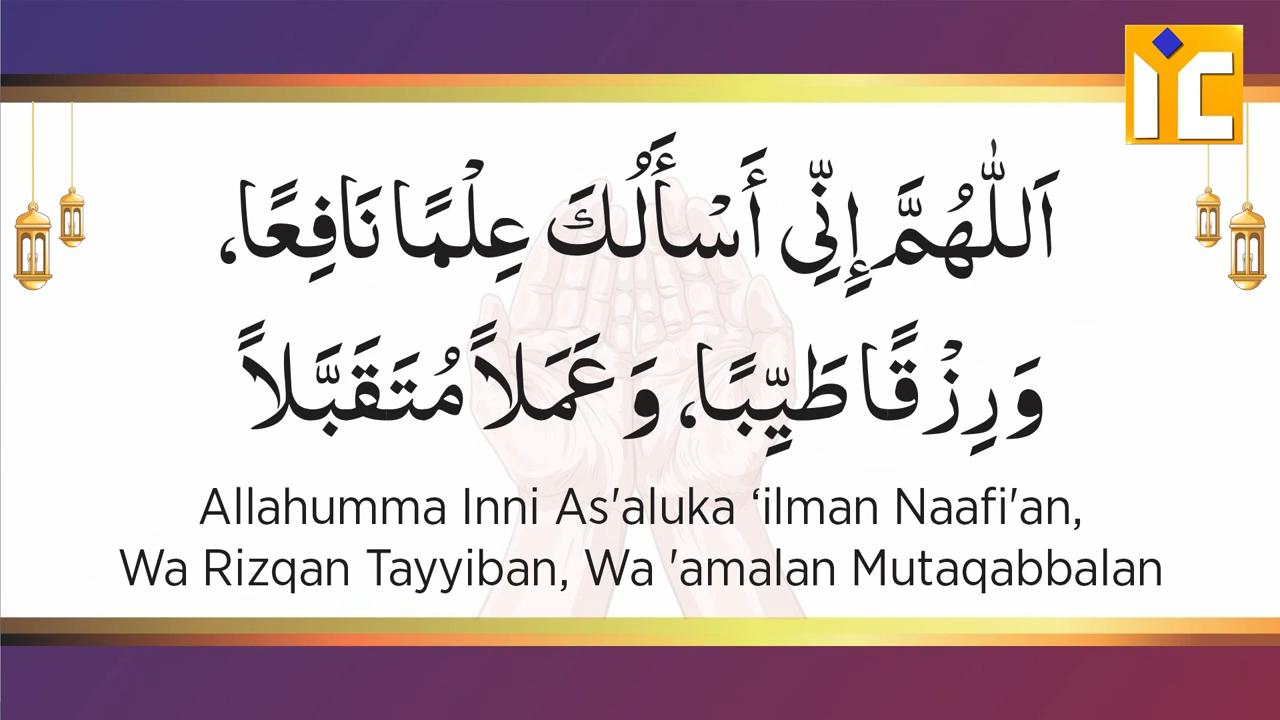 اَللّٰهُمَّ إِنِّى أَسْأَلُكَ عِلْمًا نَافِعًا،
وَرِزْقًا طَيِّبًا، وَعَمَلاً مُتَقَبَّلاً
Allahumma Inni As'aluka ‘ilman Naafi'an,
Wa Rizqan Tayyiban, Wa 'amalan Mutaqabbalan